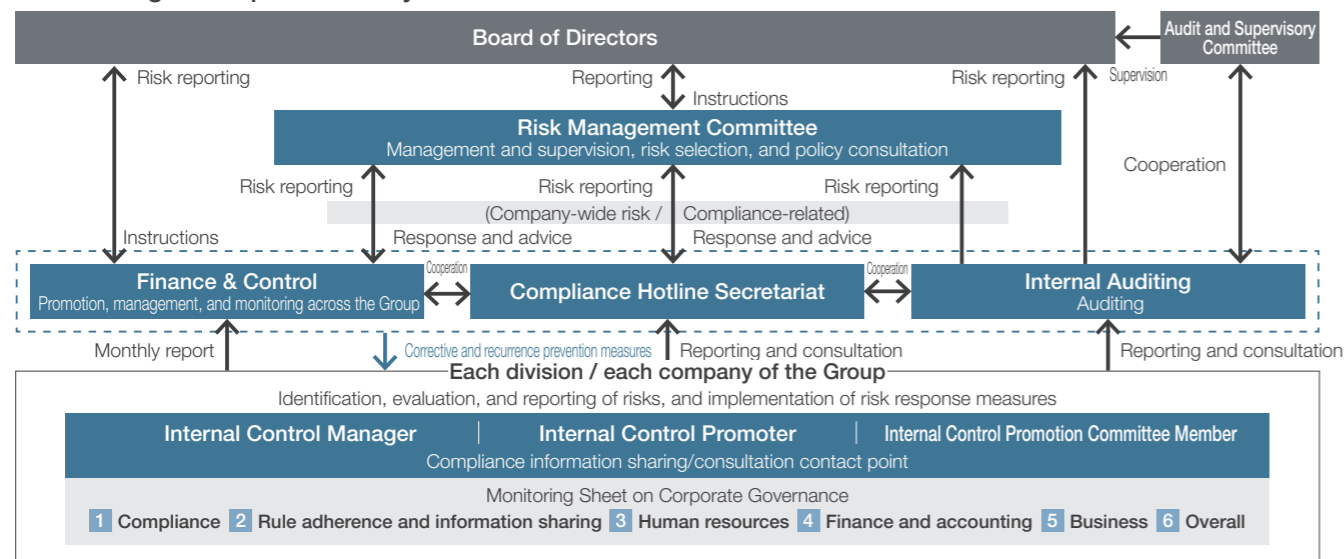 Board of Directors
Audit and Supervisory
Committee
Risk reporting
Reporting
Risk reporting
Supervision
Instructions
Risk Management Committee
Management and supervision, risk selection, and policy consultation
Cooperation
Risk reporting
Risk reporting
Risk reporting
(Company-wide risk / Compliance-related)
Instructions
Response and advice
Response and advice
Finance & Control
Promotion, management, and monitoring across the Group
Cooperation
Compliance Hotline Secretariat
Cooperation
Internal Auditing
Auditing
Monthly report
Corrective and recurrence prevention measures
Reporting and consultation
Reporting and consultation
Each division / each company of the Group
Identification, evaluation, and reporting of risks, and implementation of risk response measures
Internal Control Manager | Internal Control Promoter | Internal Control Promotion Committee Member
Compliance information sharing/consultation contact point
Monitoring Sheet on Corporate Governance
1 Compliance 2 Rule adherence and information sharing 3 Human resources 4 Finance and accounting 5 Business 6 Overall